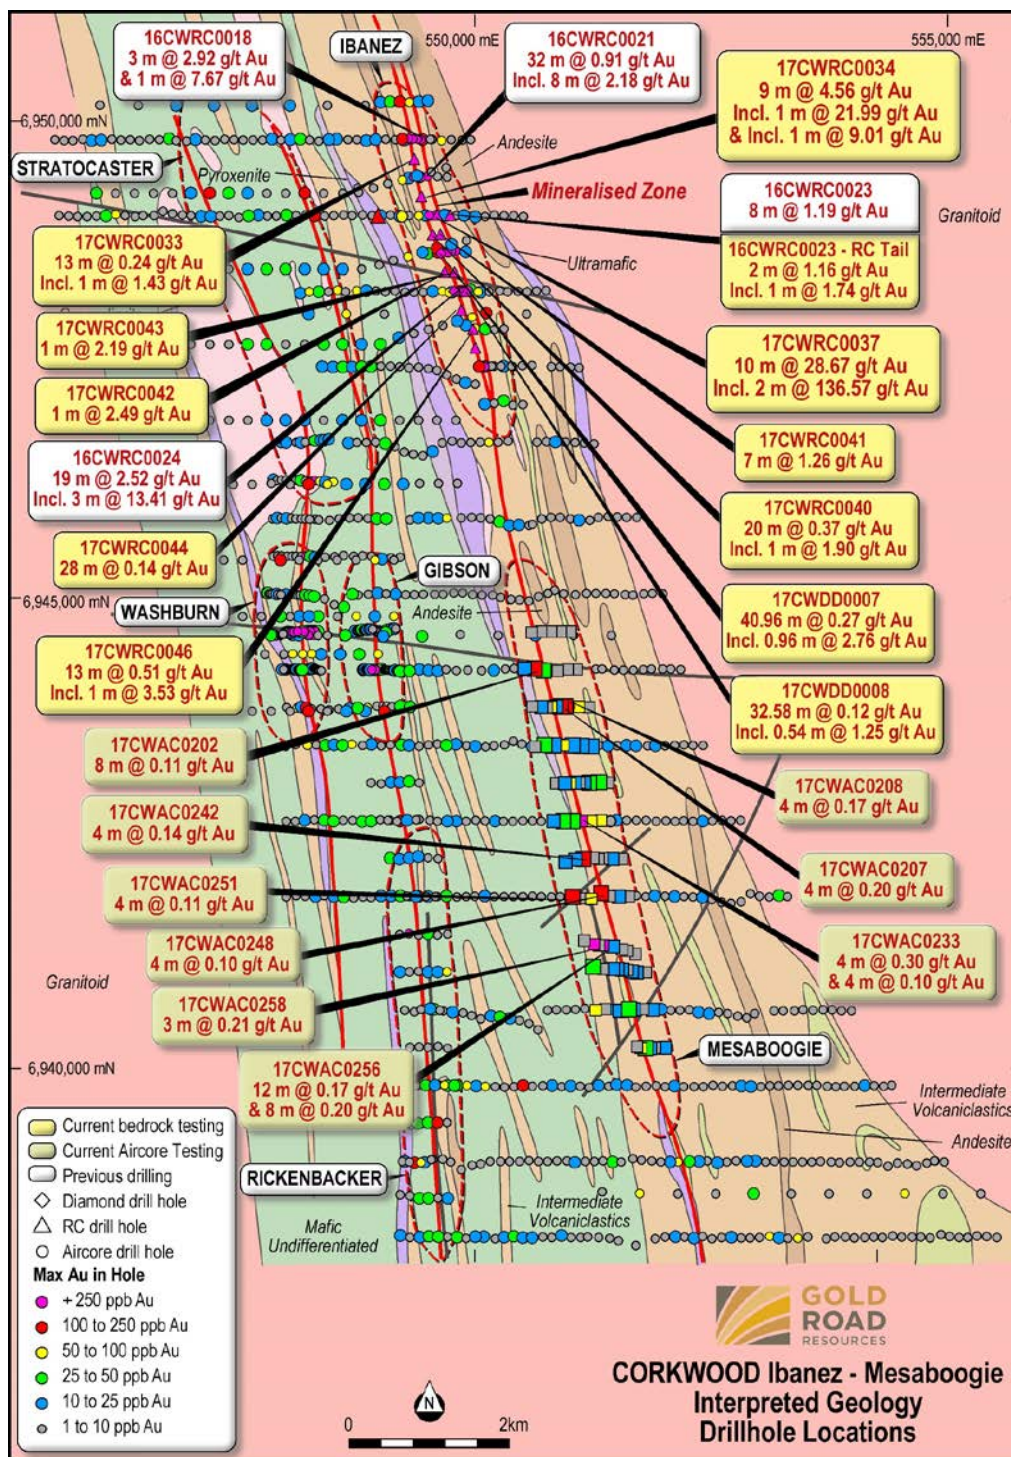 550,000 mE
555,000 mE
6,950,000 mN
6,945,000 mN
6,940,000 mN
16CWRC0018
3 m @ 2.92 g/t Au
& 1 m @ 7.67 g/t Au
IBANEZ
16CWRC0021
32 m @ 0.91 g/t Au
Incl. 8 m @ 2.18 g/t Au
17CWRC0034
9 m @ 4.56 g/t Au
Incl. 1 m @ 21.99 g/t Au
& Incl. 1 m @ 9.01 g/t Au
STRATOCASTER
Pyroxenite
Andesite
Mineralised Zone
16CWRC0023
8 m @ 1.19 g/t Au
16CWRC0023 - RC Tail
2 m @ 1.16 g/t Au
Incl. 1 m @ 1.74 g/t Au
Granitoid
Ultramafic
17CWRC0033
13 m @ 0.24 g/t Au
Incl. 1 m @ 1.43 g/t Au
17CWRC0043
1 m @ 2.19 g/t Au
17CWRC0042
1 m @ 2.49 g/t Au
17CWRC0037
10 m @ 28.67 g/t Au
Incl. 2 m @ 136.57 g/t Au
17CWRC0041
7 m @ 1.26 g/t Au
16CWRC0024
19 m @ 2.52 g/t Au
Incl. 3 m @ 13.41 g/t Au
17CWRC0040
20 m @ 0.37 g/t Au
Incl. 1 m @ 1.90 g/t Au
17CWRC0044
28 m @ 0.14 g/t Au
GIBSON
WASHBURN
Andesite
17CWDD0007
40.96 m @ 0.27 g/t Au
Incl. 0.96 m @ 2.76 g/t Au
17CWRC0046
13 m @ 0.51 g/t Au
Incl. 1 m @ 3.53 g/t Au
17CWDD0008
32.58 m @ 0.12 g/t Au
Incl. 0.54 m @ 1.25 g/t Au
17CWAC0202
8 m @ 0.11 g/t Au
17CWAC0208
4 m @ 0.17 g/t Au
17CWAC0242
4 m @ 0.14 g/t Au
17CWAC0207
4 m @ 0.20 g/t Au
17CWAC0251
4 m @ 0.11 g/t Au
17CWAC0248
4 m @ 0.10 g/t Au
17CWAC0233
4 m @ 0.30 g/t Au
& 4 m @ 0.10 g/t Au
Granitoid
17CWAC0258
3 m @ 0.21 g/t Au
17CWAC0256
12 m @ 0.17 g/t Au
& 8 m @ 0.20 g/t Au
MESABOOGIE
Intermediate
Volcaniclastics
Andesite
RICKENBACKER
Mafic
Undifferentiated
Intermediate
Volcaniclastics
Current bedrock testing
Current Aircore Testing
Previous drilling
Diamond drill hole
RC drill hole
Aircore drill hole
Max Au in Hole
+ 250 ppb Au
100 to 250 ppb Au
50 to 100 ppb Au
25 to 50 ppb Au
10 to 25 ppb Au
1 to 10 ppb Au
N
0
2km
GOLD
ROAD
RESOURCES
CORKWOOD Ibanez - Mesaboogie
Interpreted Geology
Drillhole Locations